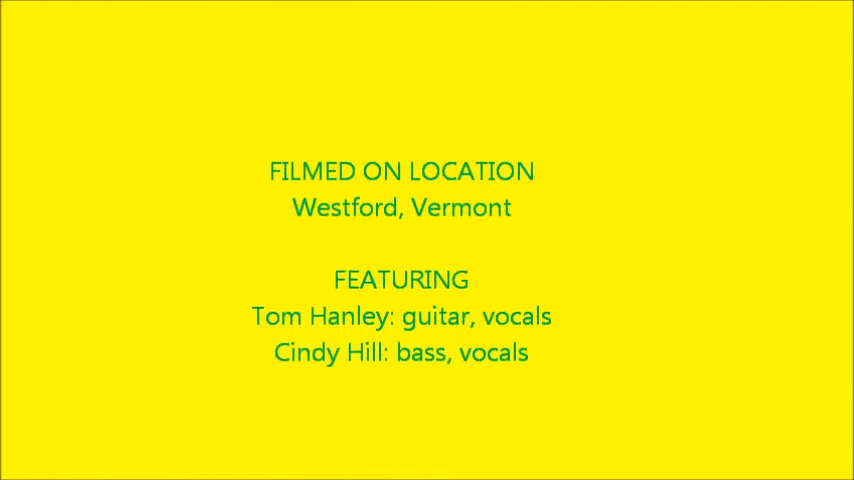 FILMED ON LOCATION
Westford, Vermont
FEATURING
Tom Hanley: guitar, vocals
Cindy Hill: bass, vocals